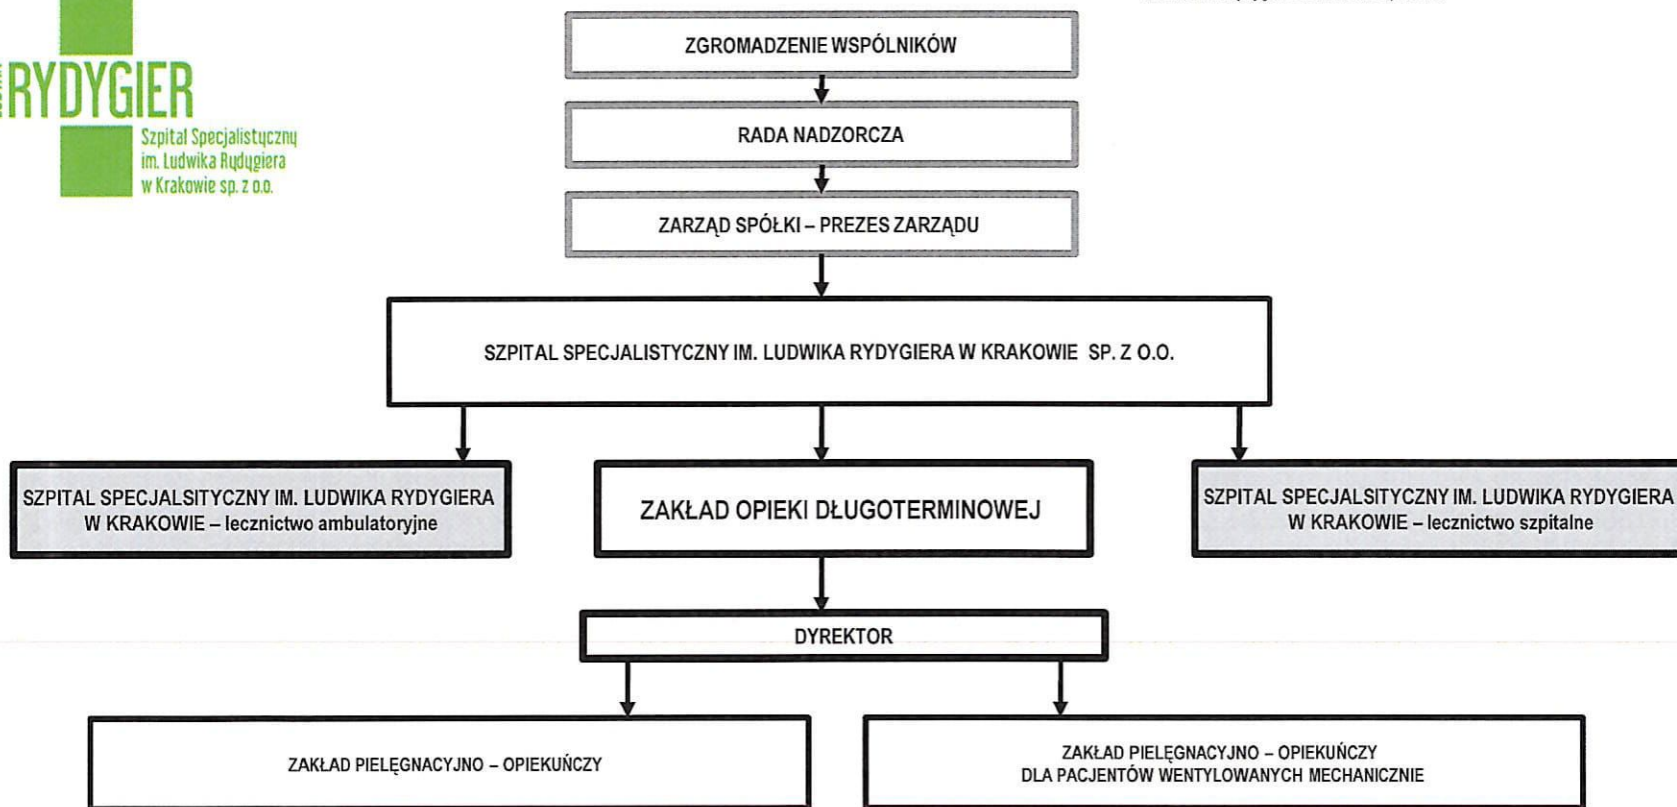 RYDYGIER
Szpital Specjalistyczny
im. Ludwika Rydygiera
w Krakowie sp. z o.o.
ZGROMADZENIE WSPÓLNIKÓW
RADA NADZORCZA
ZARZĄD SPÓŁKI – PREZES ZARZĄDU
SZPITAL SPECJALISTYCZNY IM. LUDWIKA RYDYGIERA W KRAKOWIE SP. Z O.O.
SZPITAL SPECJALSITYCZNY IM. LUDWIKA RYDYGIERA
W KRAKOWIE – lecznictwo ambulatoryjne
ZAKŁAD OPIEKI DŁUGOTERMINOWEJ
SZPITAL SPECJALSITYCZNY IM. LUDWIKA RYDYGIERA
W KRAKOWIE – lecznictwo szpitalne
DYREKTOR
ZAKŁAD PIELĘGNACYJNO – OPIEKUŃCZY
ZAKŁAD PIELĘGNACYJNO – OPIEKUŃCZY
DLA PACJENTÓW WENTYLOWANYCH MECHANICZNIE